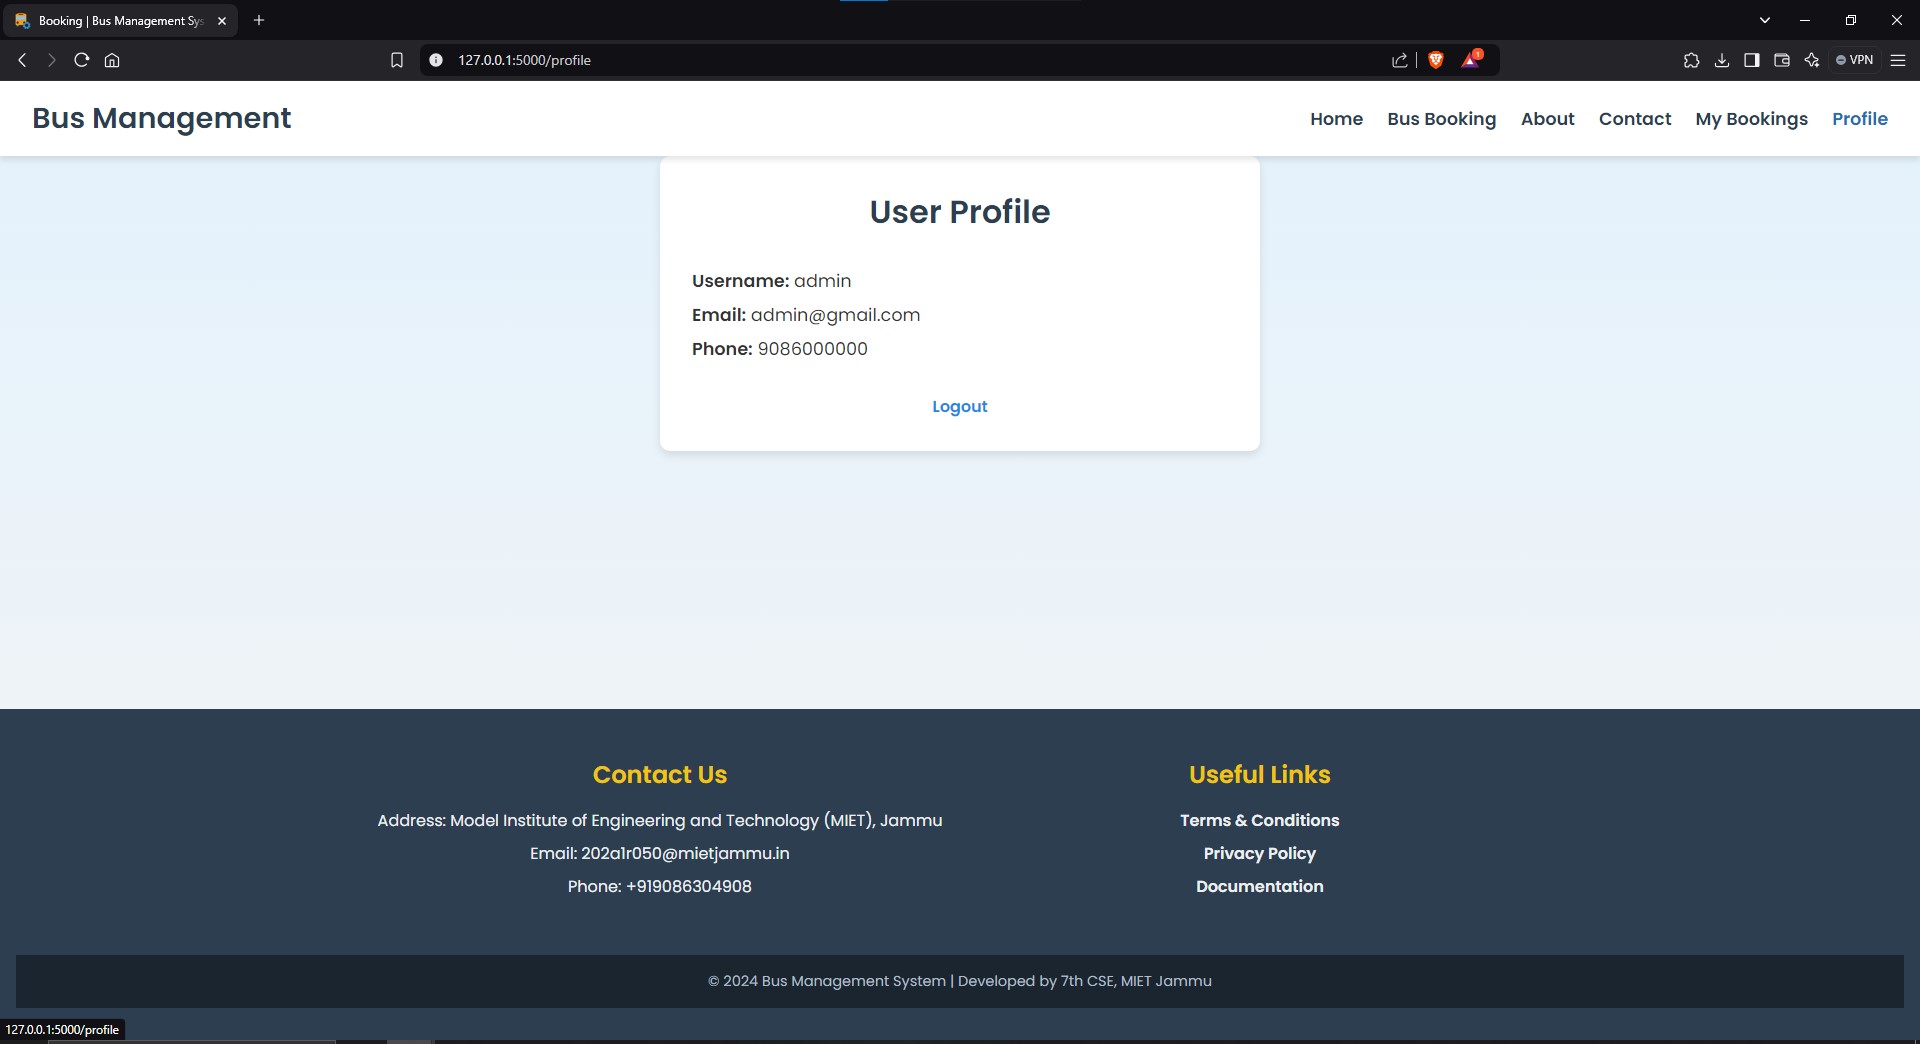 Booking | Bus Management Sys
127.0.0.1:5000/profile
1
VPN
Bus Management
Home Bus Booking About Contact My Bookings Profile
User Profile
Username: admin
Email: admin@gmail.com
Phone: 9086000000
Logout
Contact Us
Address: Model Institute of Engineering and Technology (MIET), Jammu
Email: 202a1r050@mietjammu.in
Phone: +919086304908
Useful Links
Terms & Conditions
Privacy Policy
Documentation
© 2024 Bus Management System | Developed by 7th CSE, MIET Jammu
127.0.0.1:5000/profile